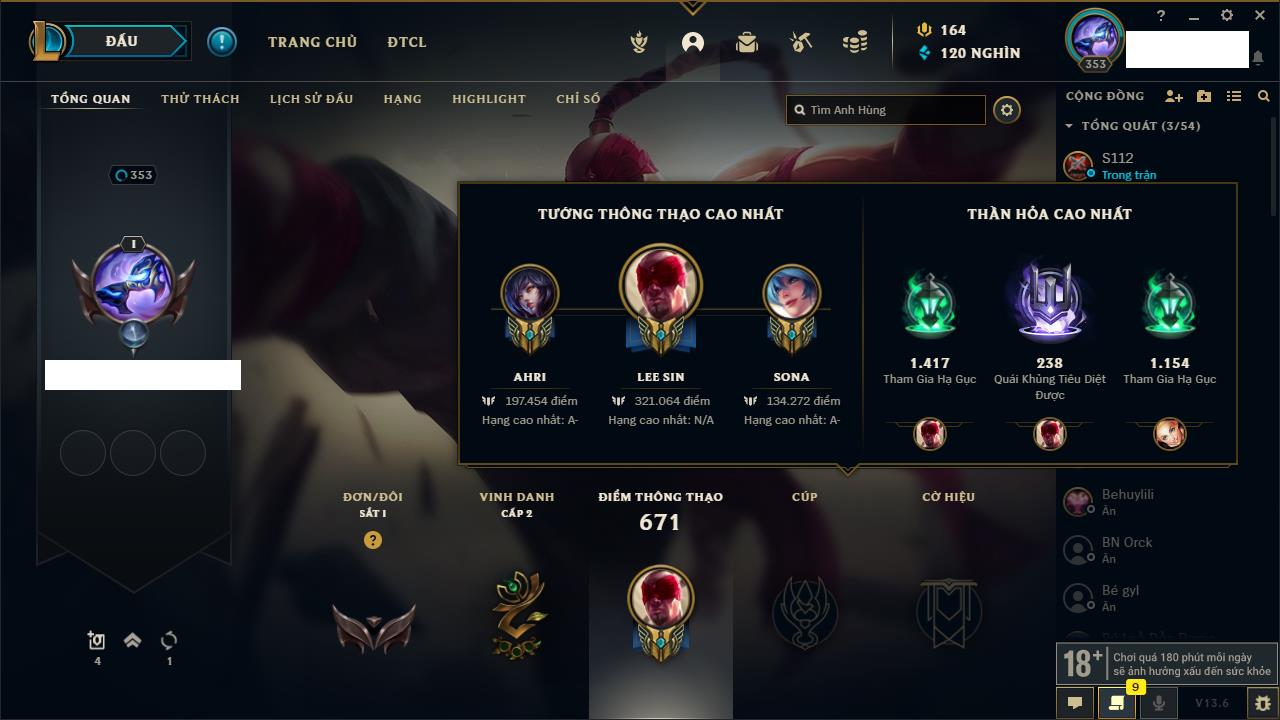 ĐẤU
TRANG CHỦ
ĐTCL
164
120 NGHÌN
353
TỔNG QUAN
THỬ THÁCH
LỊCH SỬ ĐẤU
HẠNG
HIGHLIGHT
CHỈ SỐ
Tìm Anh Hùng
CỘNG ĐỒNG
TỔNG QUÁT (3/54)
S112
Trong trận
353
I
TƯỚNG THÔNG THẠO CAO NHẤT
AHRI
197.454 điểm
Hạng cao nhất: A-
LEE SIN
321.064 điểm
Hạng cao nhất: N/A
SONA
134.272 điểm
Hạng cao nhất: A-
THẦN HỎA CAO NHẤT
1.417
Tham Gia Hạ Gục
238
Quái Khủng Tiêu Diệt
Được
1.154
Tham Gia Hạ Gục
ĐƠN/ĐÔI
SẮT I
?
VINH DANH
CẤP 2
ĐIỂM THÔNG THẠO
671
CÚP
CỜ HIỆU
Behuylili
Ẩn
BN Orck
Ẩn
Bé gyl
Ẩn
4
1
18+
Chơi quá 180 phút mỗi ngày
sẽ ảnh hưởng xấu đến sức khỏe
9
V13.6